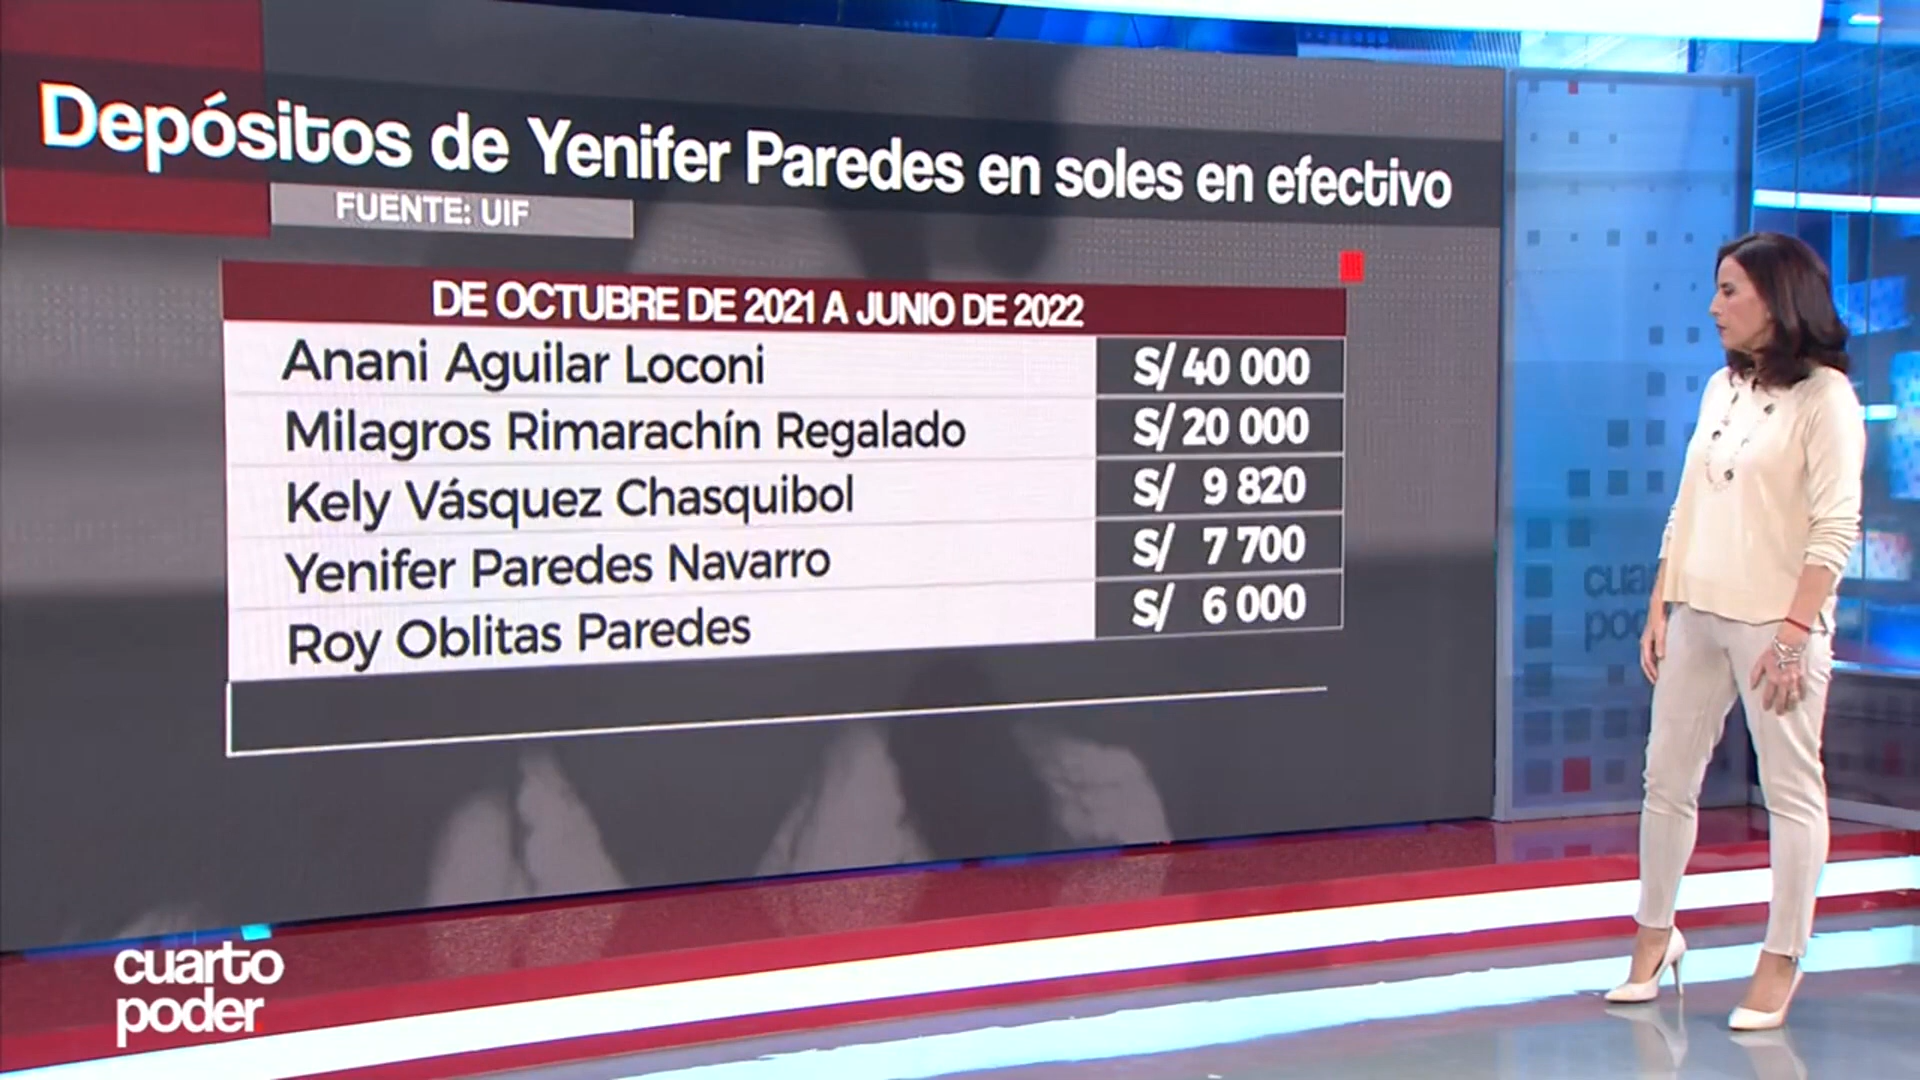 Depósitos de Yenifer Paredes en soles en efectivo
FUENTE: UIF
DE OCTUBRE DE 2021 A JUNIO DE 2022
Anani Aguilar Loconi S/ 40 000
Milagros Rimarachín Regalado S/ 20 000
Kely Vásquez Chasquibol S/ 9 820
Yenifer Paredes Navarro S/ 7 700
Roy Oblitas Paredes S/ 6 000
cuarto
poder